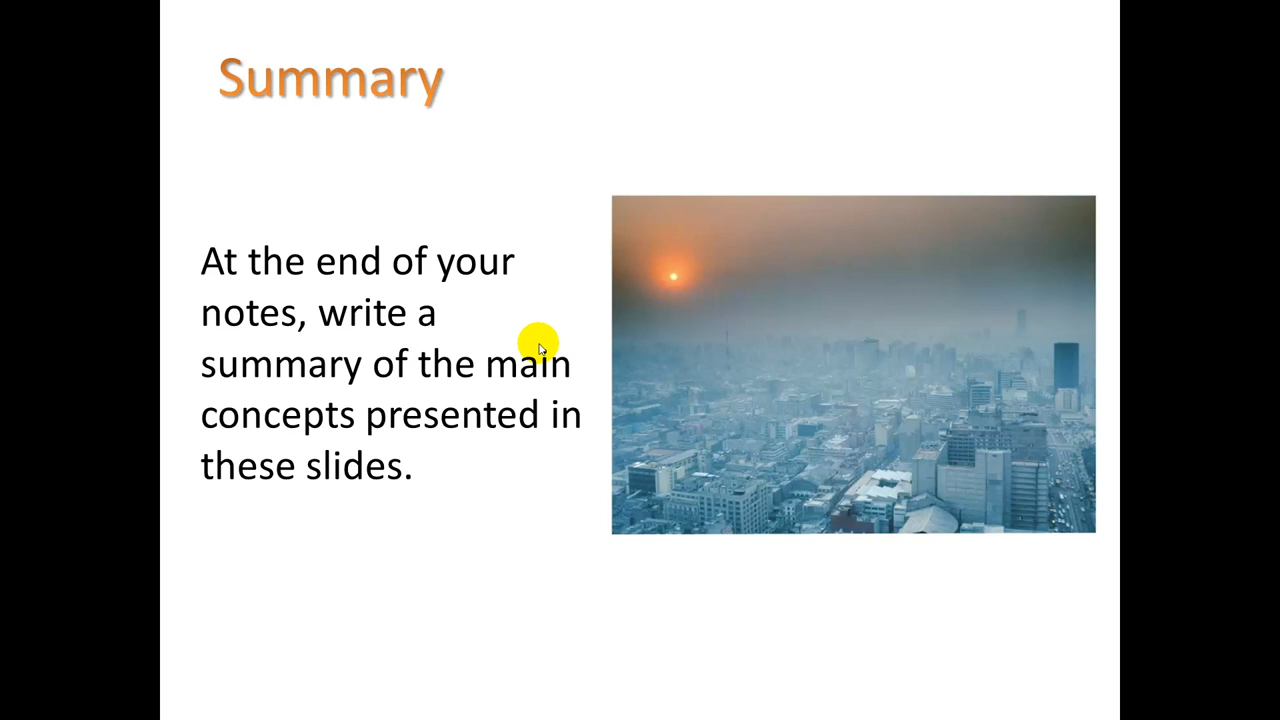 Summary
At the end of your
notes, write a
summary of the main
concepts presented in
these slides.